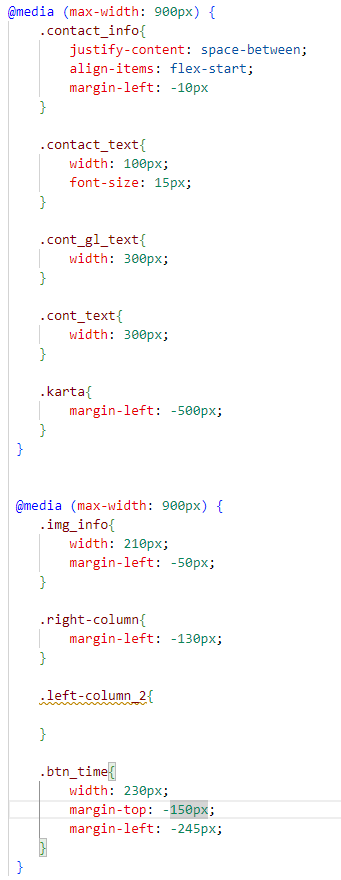 @media (max-width: 900px) {
.contact_info{
justify-content: space-between;
align-items: flex-start;
margin-left: -10px
}
.contact_text{
width: 100px;
font-size: 15px;
}
.cont_gl_text{
width: 300px;
}
.cont_text{
width: 300px;
}
.karta{
margin-left: -500px;
}
}
@media (max-width: 900px) {
.img_info{
width: 210px;
margin-left: -50px;
}
.right-column{
margin-left: -130px;
}
.left-column_2{
}
.btn_time{
width: 230px;
margin-top: -150px;
margin-left: -245px;
}
}